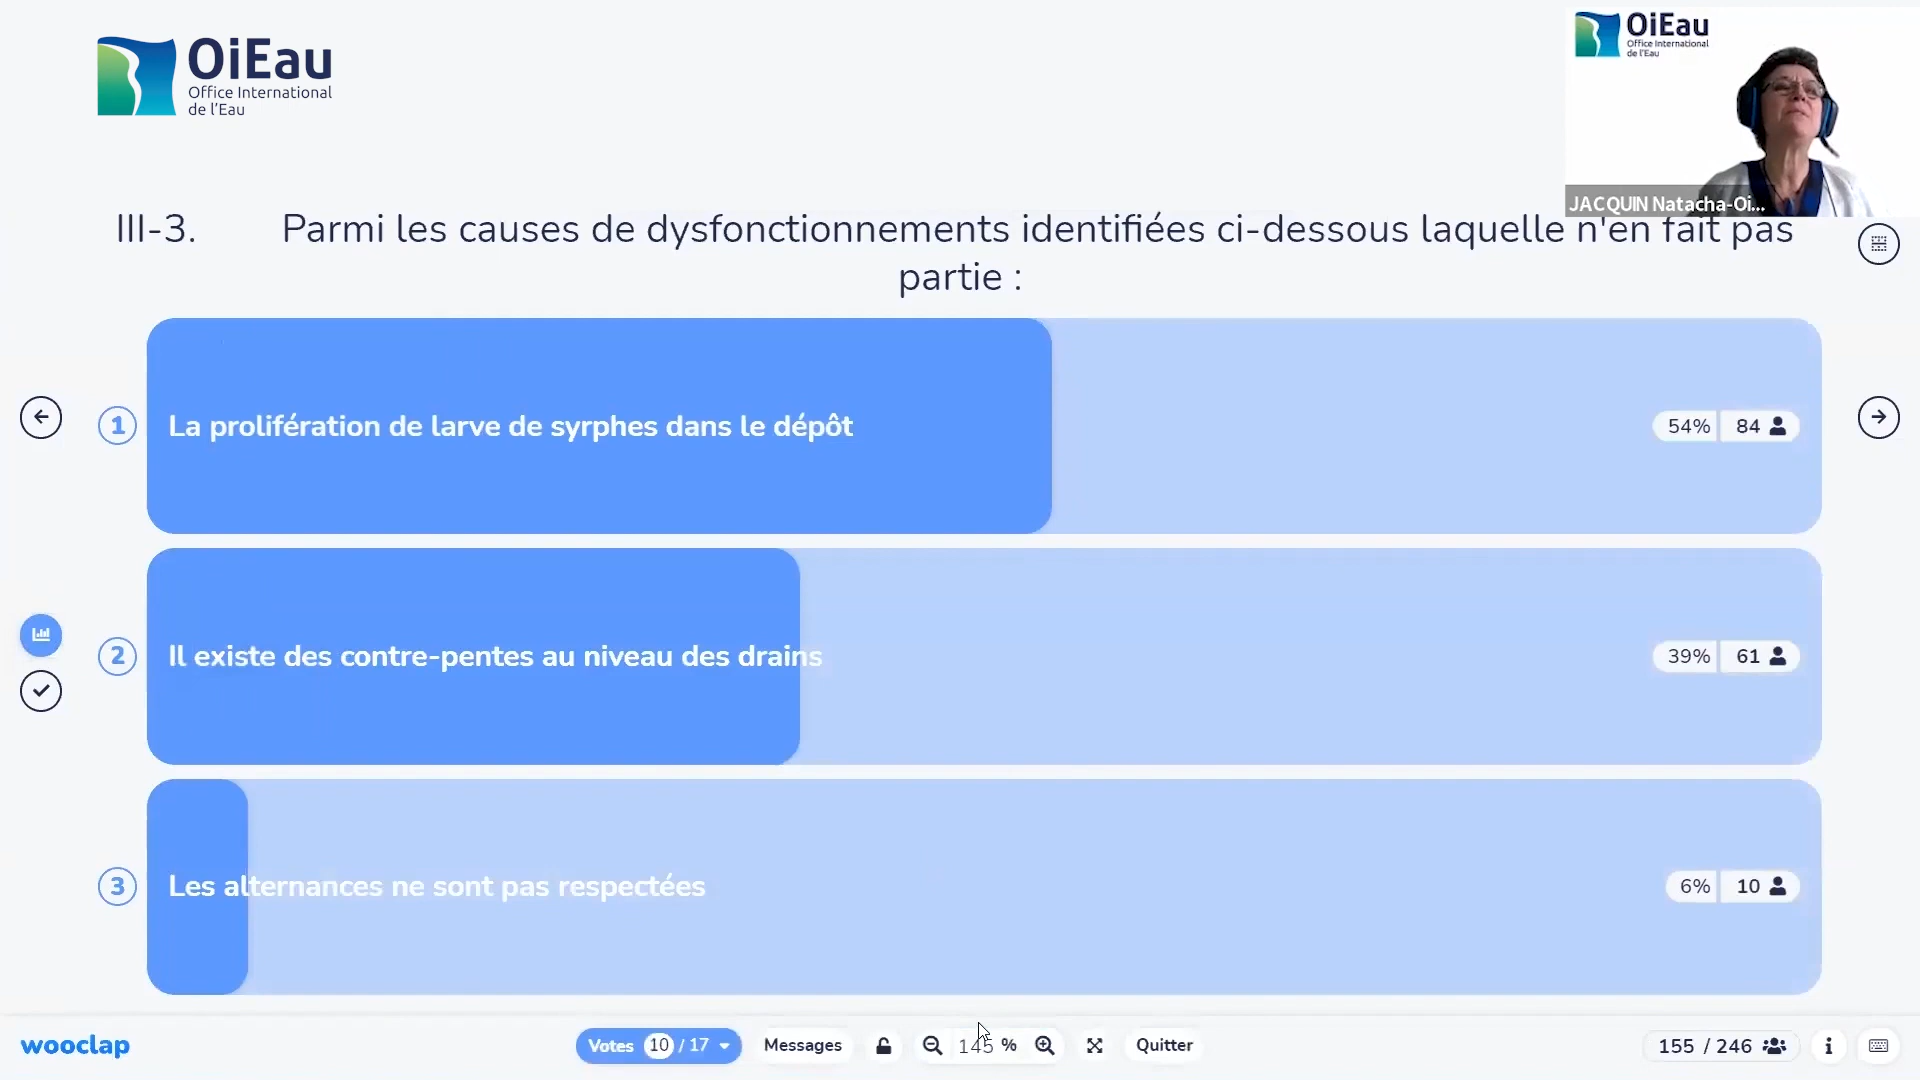 OiEau
Office International
de l'Eau
OiEau
Office International
de l'Eau
JACQUIN Natacha-Oi...
III-3. Parmi les causes de dysfonctionnements identifiées ci-dessous laquelle n'en fait pas
partie :
1 La prolifération de larve de syrphes dans le dépôt 54% 84
2 Il existe des contre-pentes au niveau des drains 39% 61
3 Les alternances ne sont pas respectées 6% 10
wooclap Votes 10 / 17 Messages 145 % Quitter 155 / 246